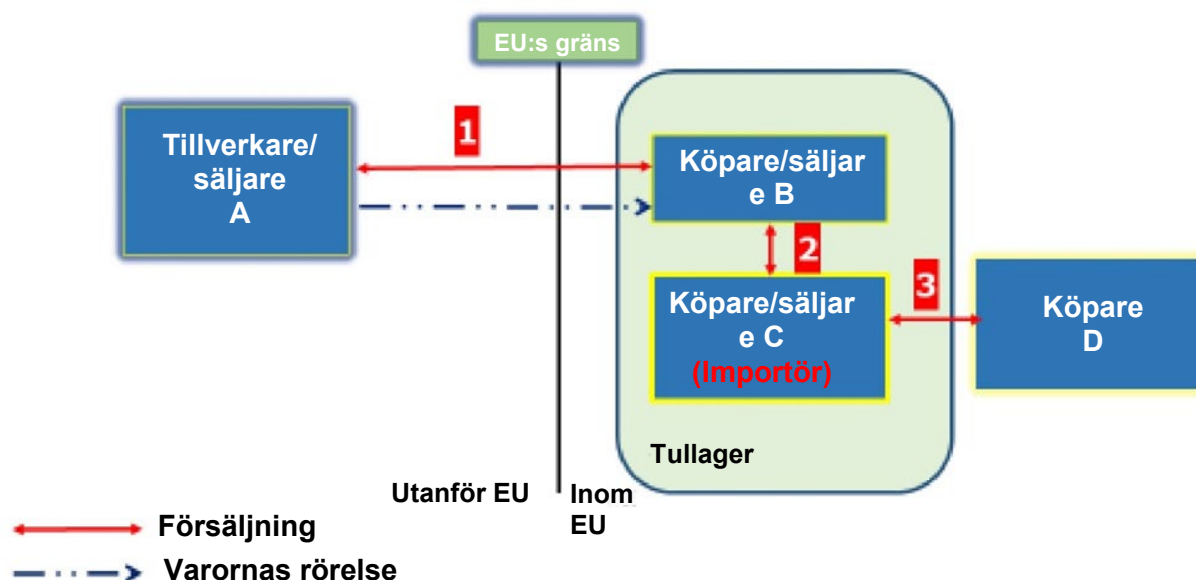 EU:s gräns
1
Tillverkare/
säljare
A
Köpare/säljar
e B
2
Köpare/säljar
e C
(Importör)
3
Köpare
D
Tullager
Utanför EU
Inom
EU
Försäljning
Varornas rörelse